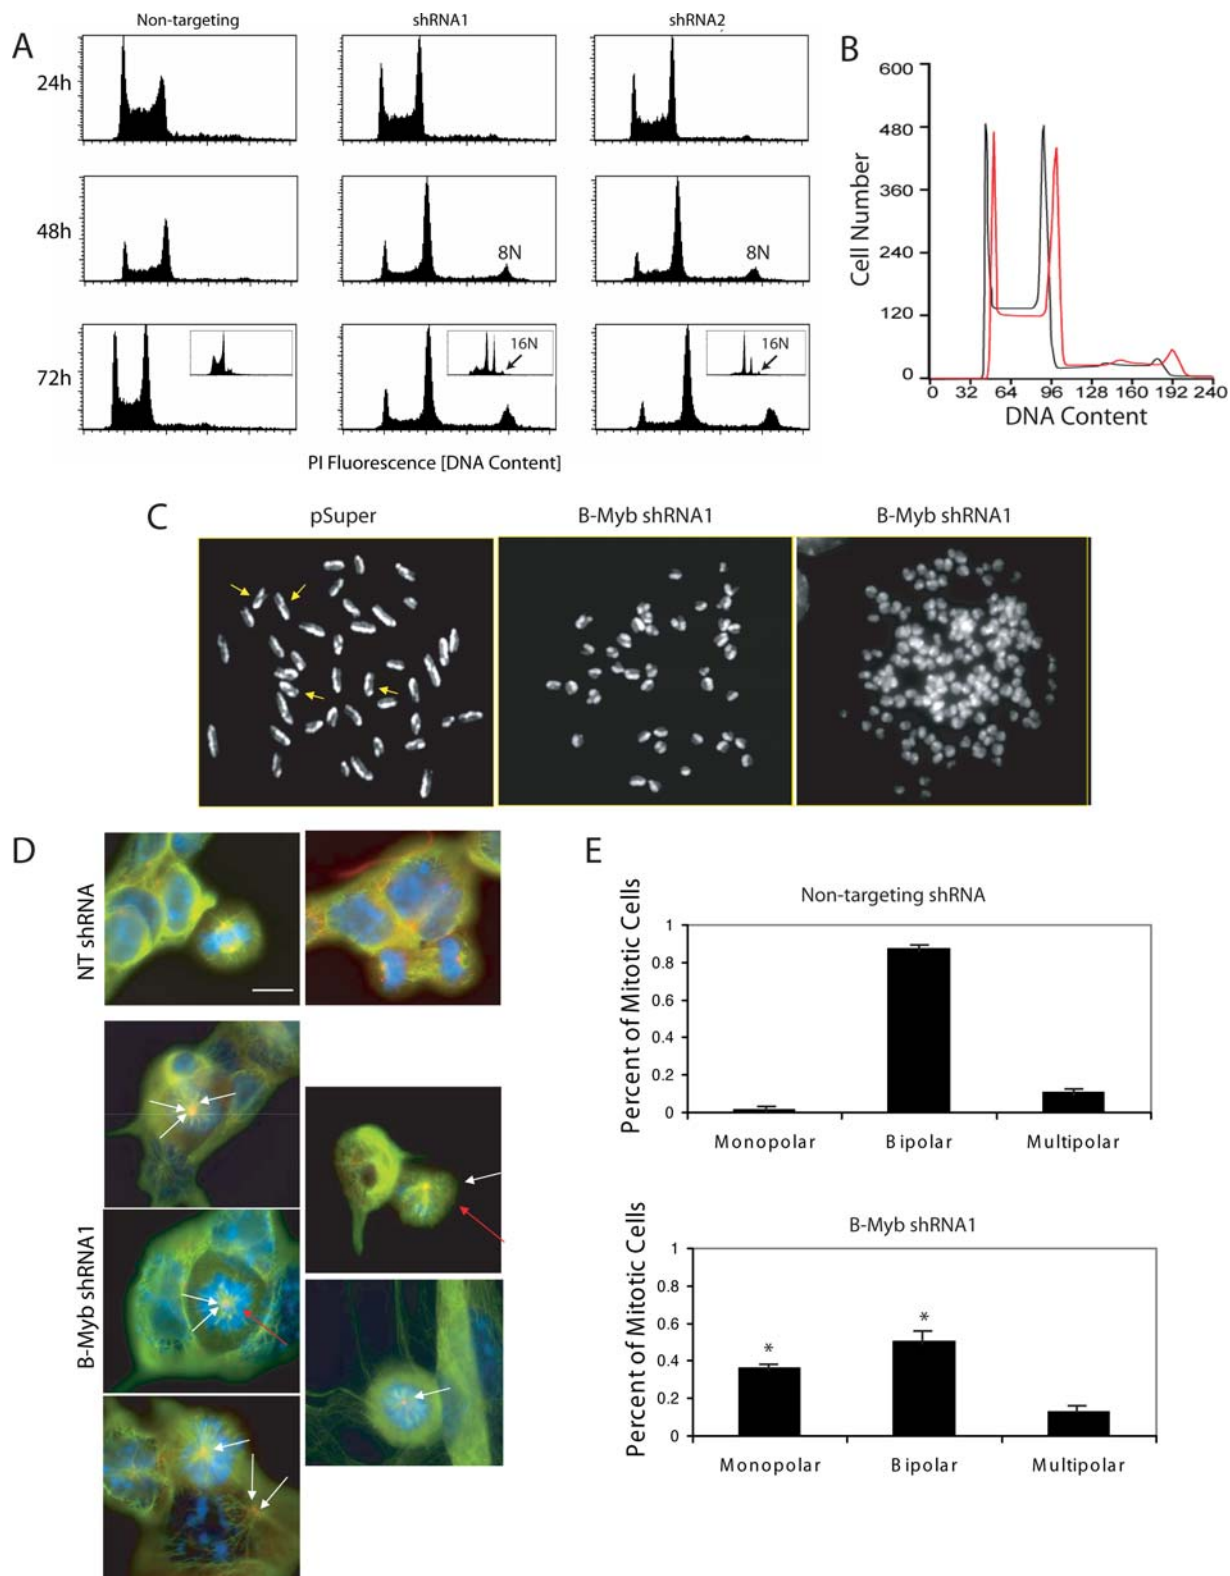 A
Non-targeting
shRNA1
shRNA2
24h
48h
8N
8N
72h
16N
16N
PI Fluorescence [DNA Content]
B
Cell Number
600
480
360
240
120
0
0 32 64 96 128 160 192 240
DNA Content
C
pSuper
B-Myb shRNA1
B-Myb shRNA1
D
NT shRNA
B-Myb shRNA1
E
Non-targeting shRNA
Percent of Mitotic Cells
1
0.8
0.6
0.4
0.2
0
Monopolar Bipolar Multipolar
B-Myb shRNA1
Percent of Mitotic Cells
1
0.8
0.6
0.4
0.2
0
* *
Monopolar Bipolar Multipolar